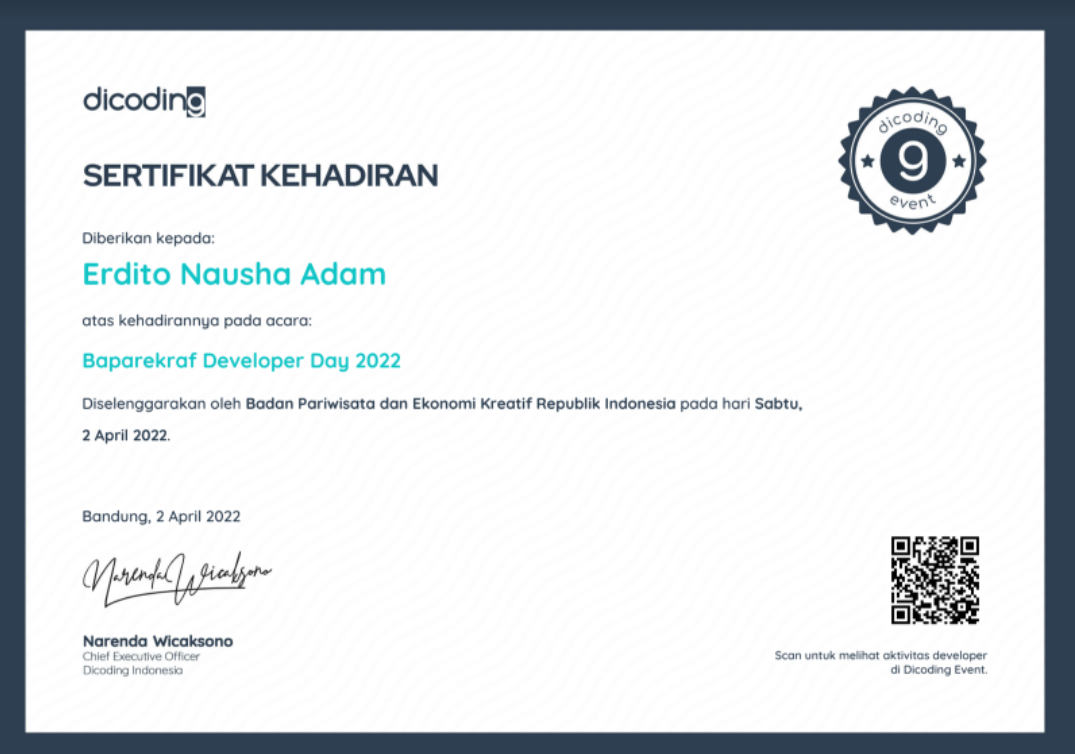 dicoding
SERTIFIKAT KEHADIRAN
dicoding
9
event
Diberikan kepada:
Erdito Nausha Adam
atas kehadirannya pada acara:
Baparekraf Developer Day 2022
Diselenggarakan oleh Badan Pariwisata dan Ekonomi Kreatif Republik Indonesia pada hari Sabtu,
2 April 2022.
Bandung, 2 April 2022
Narenda Wicaksono
Narenda Wicaksono
Chief Executive Officer
Dicoding Indonesia
Scan untuk melihat aktivitas developer
di Dicoding Event.